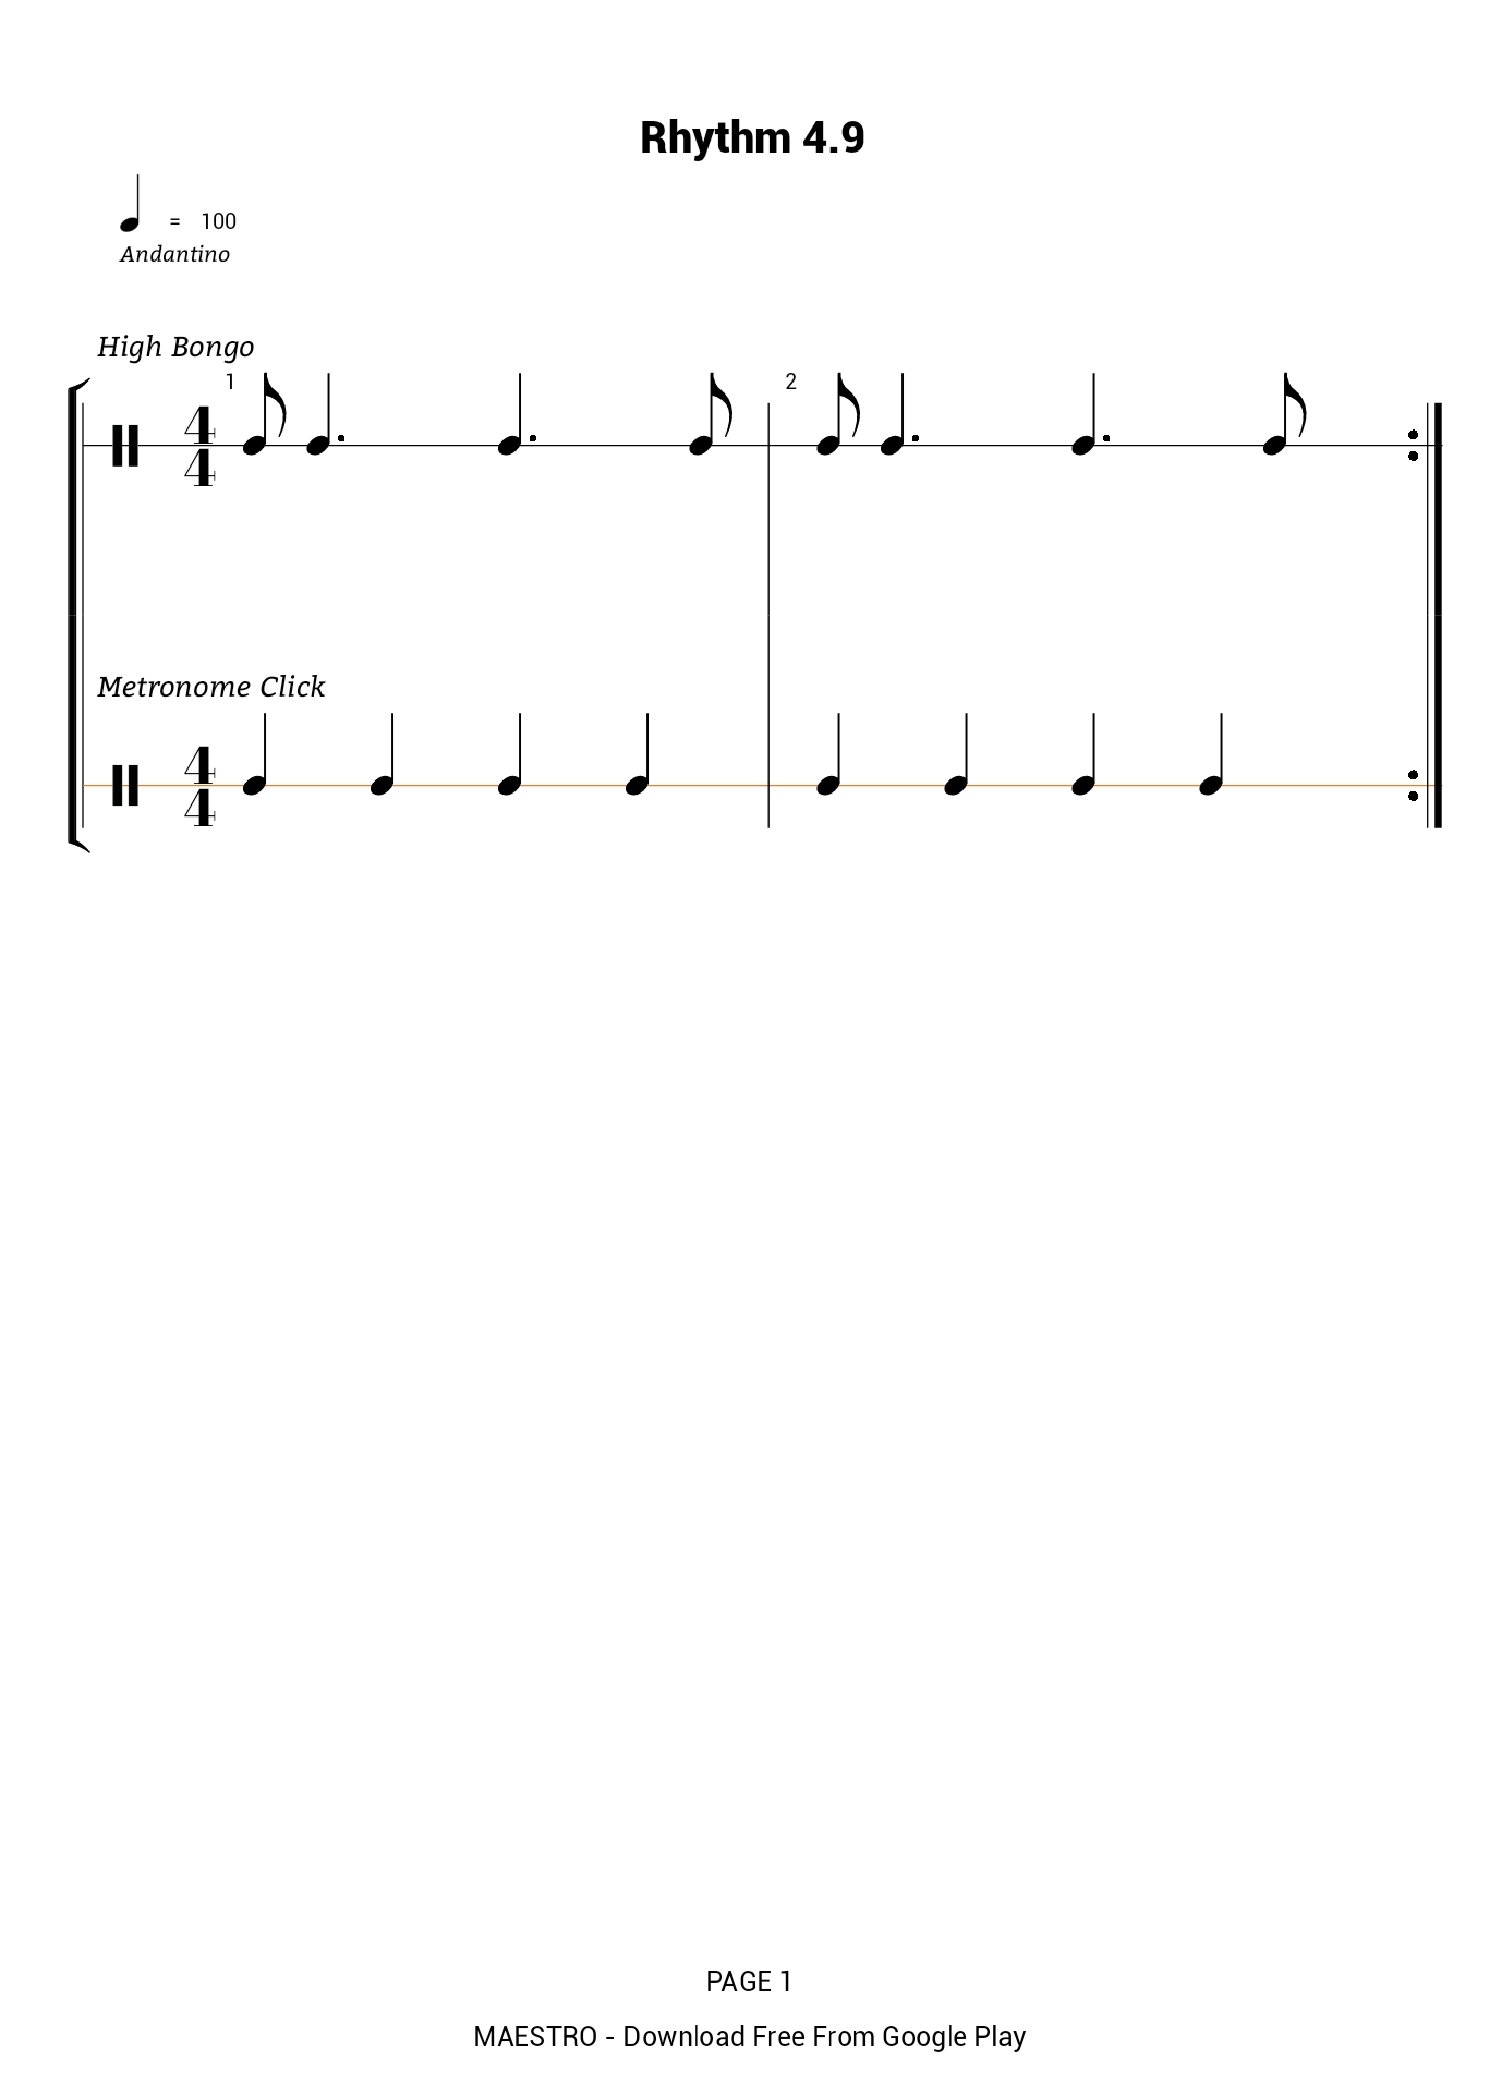 Rhythm 4.9
= 100
Andantino
High Bongo
1
2
4
4
Metronome Click
4
4
PAGE 1
MAESTRO - Download Free From Google Play